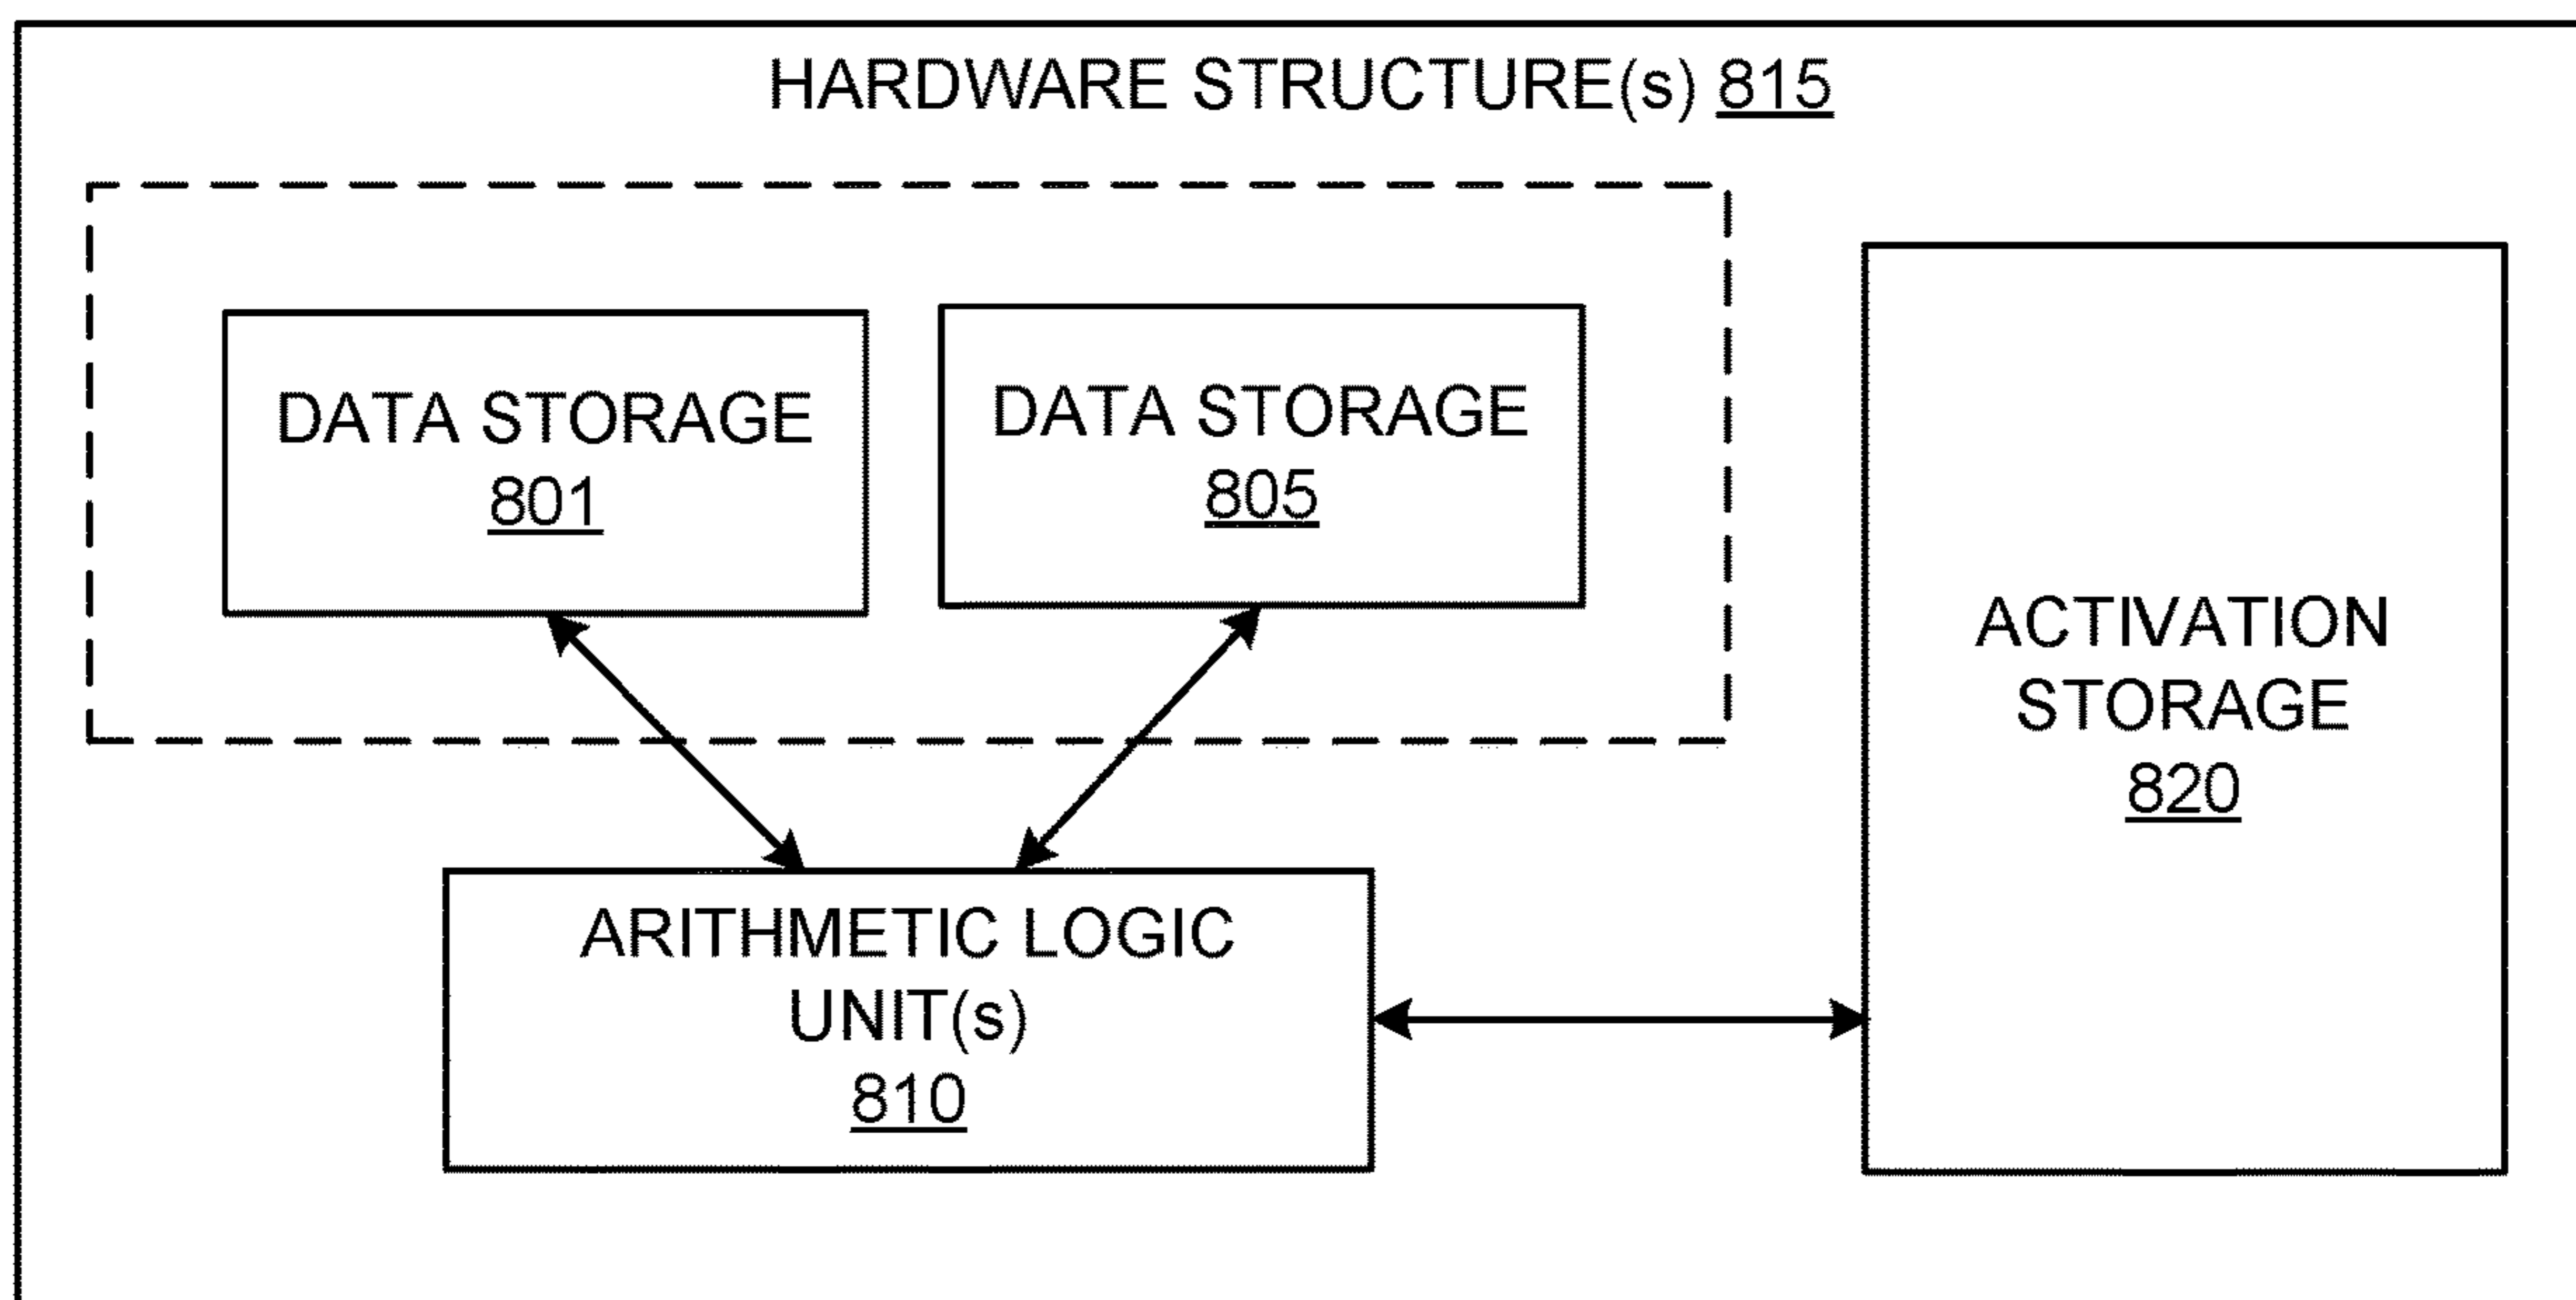 HARDWARE STRUCTURE(s) 815
DATA STORAGE
801
DATA STORAGE
805
ACTIVATION
STORAGE
820
ARITHMETIC LOGIC
UNIT(s)
810